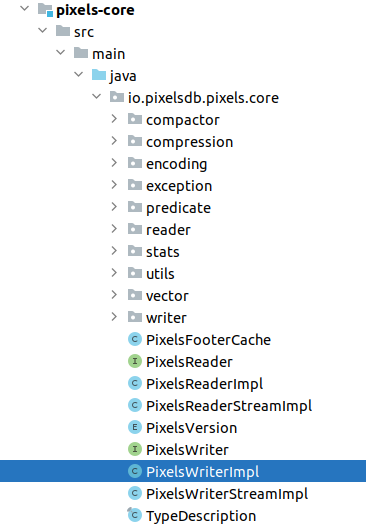 pixels-core
src
main
java
io.pixelsdb.pixels.core
compactor
compression
encoding
exception
predicate
reader
stats
utils
vector
writer
C PixelsFooterCache
I PixelsReader
C PixelsReaderImpl
C PixelsReaderStreamImpl
E PixelsVersion
I PixelsWriter
C PixelsWriterImpl
C PixelsWriterStreamImpl
C TypeDescription